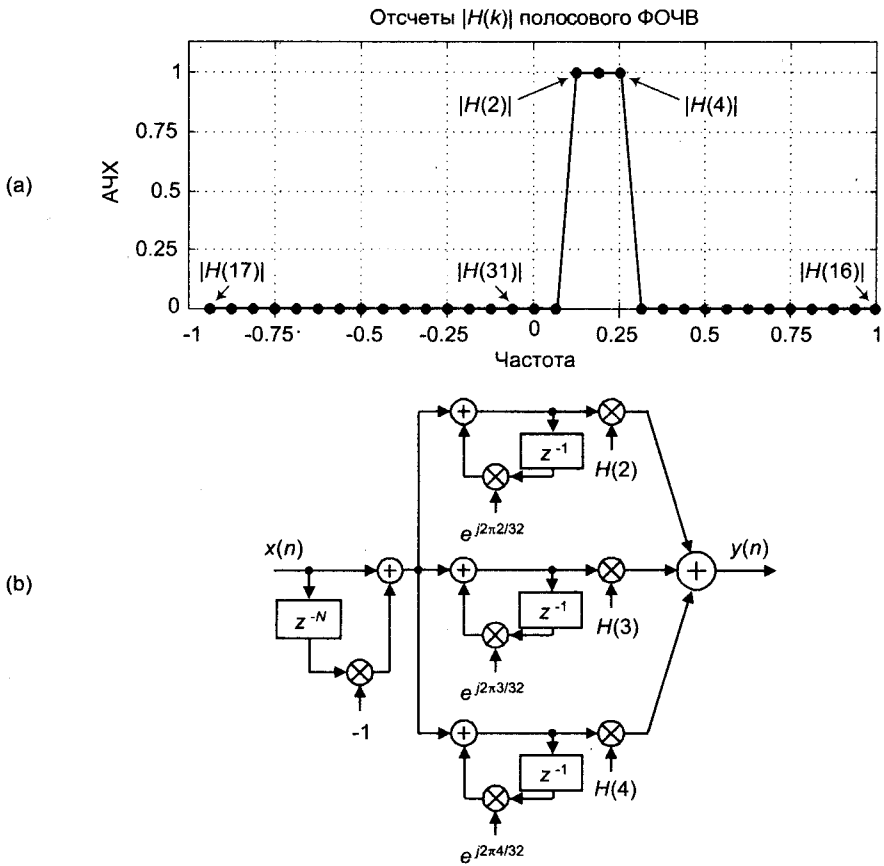 Отсчеты |H(k)| полосового ФОЧВ
(a)
АЧХ
1
0.75
0.5
0.25
0
|H(2)|
|H(4)|
|H(17)|
|H(31)|
|H(16)|
-1 -0.75 -0.5 -0.25 0 0.25 0.5 0.75 1
Частота
(b)
z⁻¹
H(2)
e^{j2π2/32}
x(n)
y(n)
z⁻ᴺ
-1
z⁻¹
H(3)
e^{j2π3/32}
z⁻¹
H(4)
e^{j2π4/32}